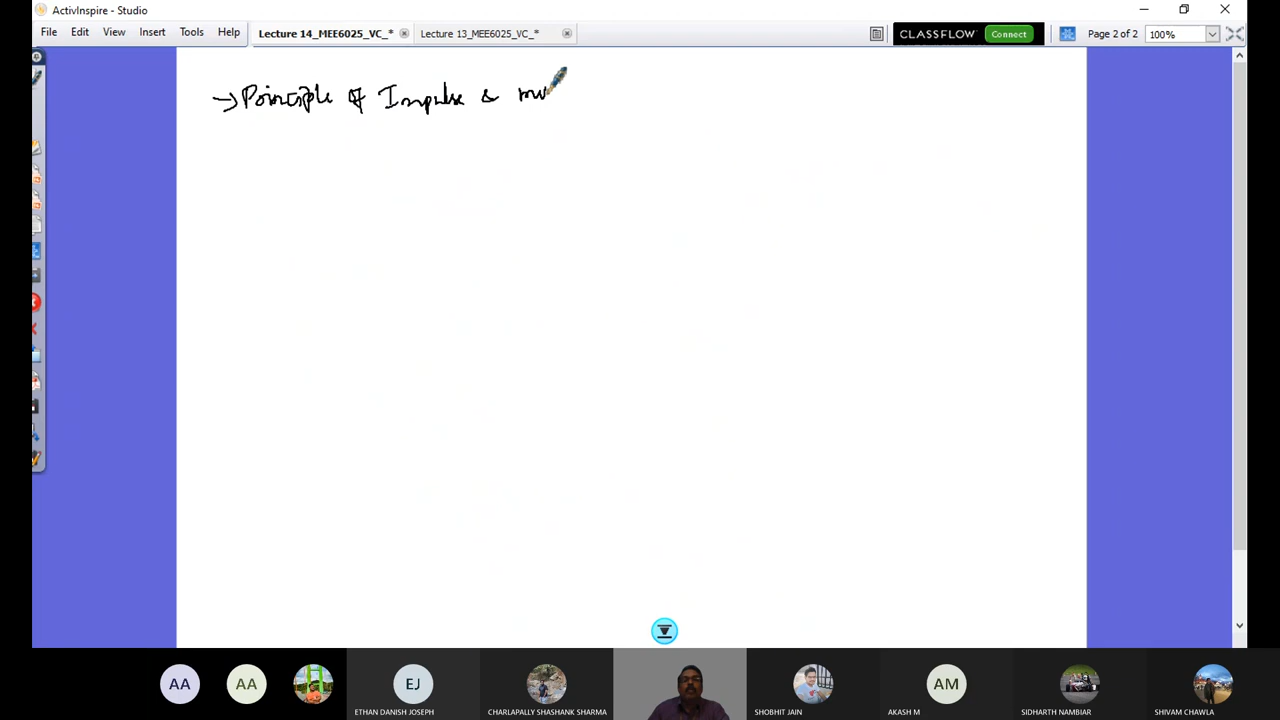 ActivInspire - Studio
File Edit View Insert Tools Help
Lecture 14_MEE6025_VC_* Lecture 13_MEE6025_VC_*
CLASSFLOW Connect
Page 2 of 2 100%
→ Principle of Impulse &
AA AA EJ AM
ETHAN DANISH JOSEPH CHARLAPALLY SHASHANK SHARMA SHOBHIT JAIN AKASH M SIDHARTH NAMBIAR SHIVAM CHAWLA